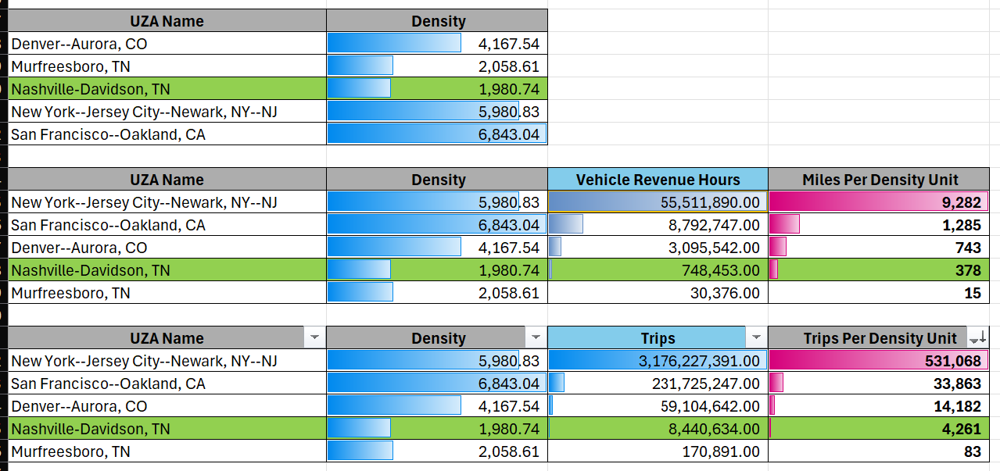 UZA Name Density
Denver--Aurora, CO 4,167.54
Murfreesboro, TN 2,058.61
Nashville-Davidson, TN 1,980.74
New York--Jersey City--Newark, NY--NJ 5,980.83
San Francisco--Oakland, CA 6,843.04
UZA Name Density Vehicle Revenue Hours Miles Per Density Unit
New York--Jersey City--Newark, NY--NJ 5,980.83 55,511,890.00 9,282
San Francisco--Oakland, CA 6,843.04 8,792,747.00 1,285
Denver--Aurora, CO 4,167.54 3,095,542.00 743
Nashville-Davidson, TN 1,980.74 748,453.00 378
Murfreesboro, TN 2,058.61 30,376.00 15
UZA Name Density Trips Trips Per Density Unit
New York--Jersey City--Newark, NY--NJ 5,980.83 3,176,227,391.00 531,068
San Francisco--Oakland, CA 6,843.04 231,725,247.00 33,863
Denver--Aurora, CO 4,167.54 59,104,642.00 14,182
Nashville-Davidson, TN 1,980.74 8,440,634.00 4,261
Murfreesboro, TN 2,058.61 170,891.00 83